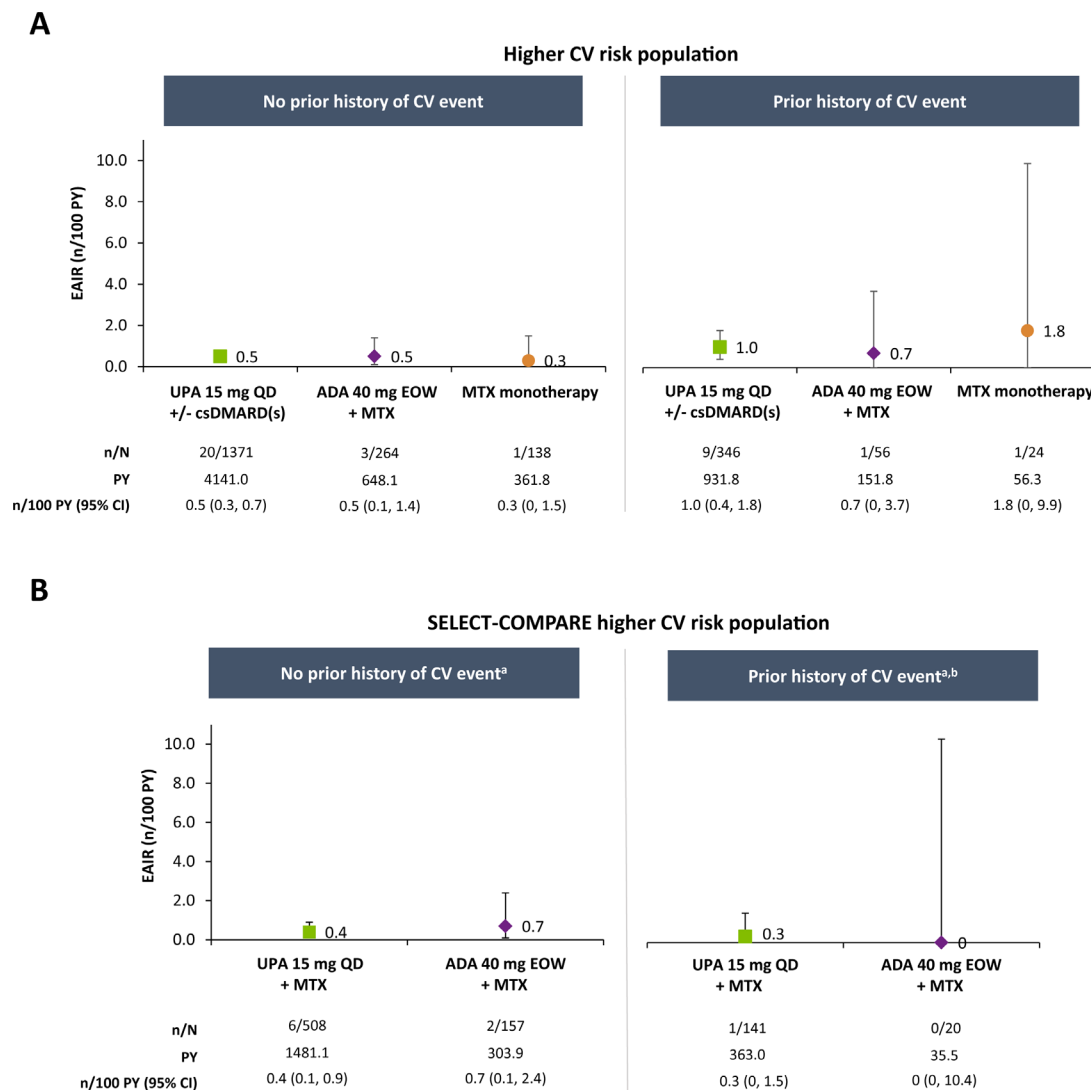 A
Higher CV risk population
No prior history of CV event
Prior history of CV event
EAIR (n/100 PY)
10.0
8.0
6.0
4.0
2.0
0.0
0.5
0.5
0.3
1.0
0.7
1.8
UPA 15 mg QD ADA 40 mg EOW MTX monotherapy UPA 15 mg QD ADA 40 mg EOW MTX monotherapy
+/- csDMARD(s) + MTX +/- csDMARD(s) + MTX
n/N 20/1371 3/264 1/138 9/346 1/56 1/24
PY 4141.0 648.1 361.8 931.8 151.8 56.3
n/100 PY (95% CI) 0.5 (0.3, 0.7) 0.5 (0.1, 1.4) 0.3 (0, 1.5) 1.0 (0.4, 1.8) 0.7 (0, 3.7) 1.8 (0, 9.9)
B
SELECT-COMPARE higher CV risk population
No prior history of CV eventᵃ
Prior history of CV eventᵃ,ᵇ
EAIR (n/100 PY)
10.0
8.0
6.0
4.0
2.0
0.0
0.4
0.7
0.3
0
UPA 15 mg QD ADA 40 mg EOW UPA 15 mg QD ADA 40 mg EOW
+ MTX + MTX + MTX + MTX
n/N 6/508 2/157 1/141 0/20
PY 1481.1 303.9 363.0 35.5
n/100 PY (95% CI) 0.4 (0.1, 0.9) 0.7 (0.1, 2.4) 0.3 (0, 1.5) 0 (0, 10.4)